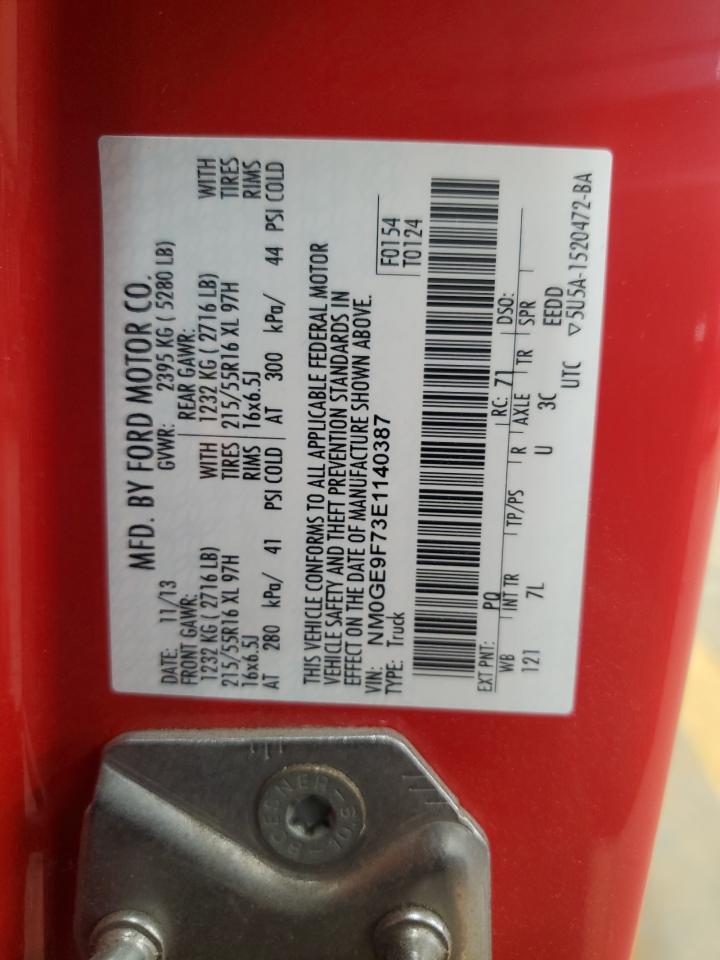 MFD. BY FORD MOTOR CO.
DATE: 11/13 GVWR: 2395 KG ( 5280 LB)
FRONT GAWR: REAR GAWR:
1232 KG ( 2716 LB) WITH 1232 KG ( 2716 LB) WITH
215/55R16 XL 97H TIRES 215/55R16 XL 97H TIRES
16x6.5J RIMS 16x6.5J RIMS
AT 280 kPa/ 41 PSI COLD AT 300 kPa/ 44 PSI COLD
THIS VEHICLE CONFORMS TO ALL APPLICABLE FEDERAL MOTOR
VEHICLE SAFETY AND THEFT PREVENTION STANDARDS IN
EFFECT ON THE DATE OF MANUFACTURE SHOWN ABOVE.
VIN: NM0GE9F73E1140387 F0154
TYPE: Truck T0124
EXT PNT: PQ RC: 71 DSO:
WB INT TR TP/PS R AXLE TR SPR
121 7L U 3C EEDD
UTC ▽5U5A-1520472-BA
10.9